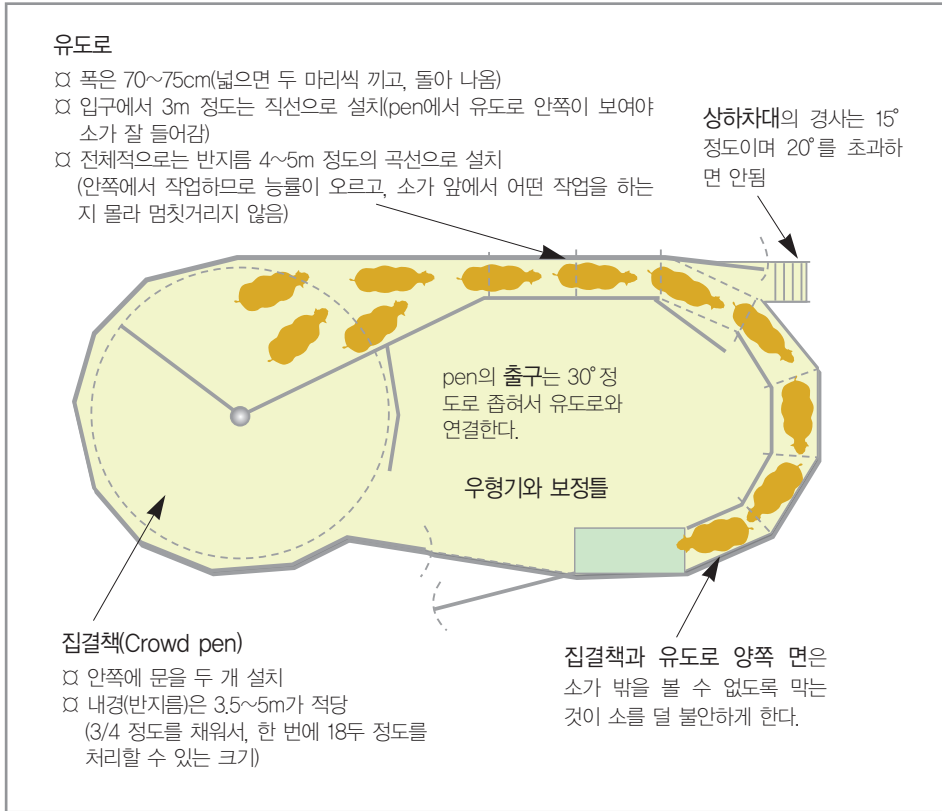 유도로
¤ 폭은 70~75cm(넓으면 두 마리씩 끼고, 돌아 나옴)
¤ 입구에서 3m 정도는 직선으로 설치(pen에서 유도로 안쪽이 보여야
소가 잘 들어감)
¤ 전체적으로는 반지름 4~5m 정도의 곡선으로 설치
(안쪽에서 작업하므로 능률이 오르고, 소가 앞에서 어떤 작업을 하는
지 몰라 멈칫거리지 않음)
상하차대의 경사는 15°
정도이며 20°를 초과하
면 안됨
pen의 출구는 30°정
도로 좁혀서 유도로와
연결한다.
우형기와 보정틀
집결책(Crowd pen)
¤ 안쪽에 문을 두 개 설치
¤ 내경(반지름)은 3.5~5m가 적당
(3/4 정도를 채워서, 한 번에 18두 정도를
처리할 수 있는 크기)
집결책과 유도로 양쪽 면은
소가 밖을 볼 수 없도록 막는
것이 소를 덜 불안하게 한다.